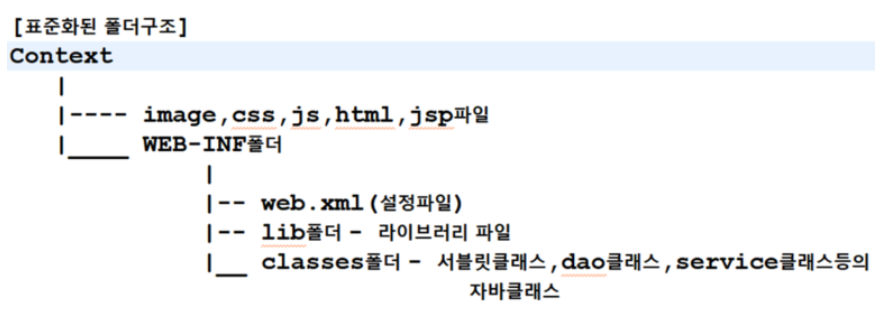 [표준화된 폴더구조]
Context
|
|---- image,css,js,html,jsp파일
|____ WEB-INF폴더
|
|-- web.xml(설정파일)
|-- lib폴더 - 라이브러리 파일
|__ classes폴더 - 서블릿클래스,dao클래스,service클래스등의
자바클래스